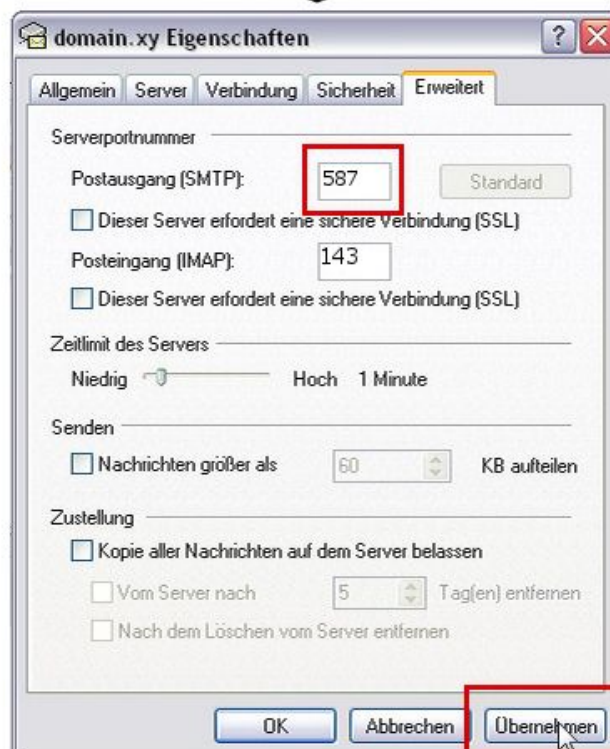 domain.xy Eigenschaften
Allgemein Server Verbindung Sicherheit Erweitert
Serverportnummer
Postausgang (SMTP): 587 Standard
Dieser Server erfordert eine sichere Verbindung (SSL)
Posteingang (IMAP): 143
Dieser Server erfordert eine sichere Verbindung (SSL)
Zeitlimit des Servers
Niedrig Hoch 1 Minute
Senden
Nachrichten größer als 60 KB aufteilen
Zustellung
Kopie aller Nachrichten auf dem Server belassen
Vom Server nach 5 Tag(en) entfernen
Nach dem Löschen vom Server entfernen
OK Abbrechen Übernehmen